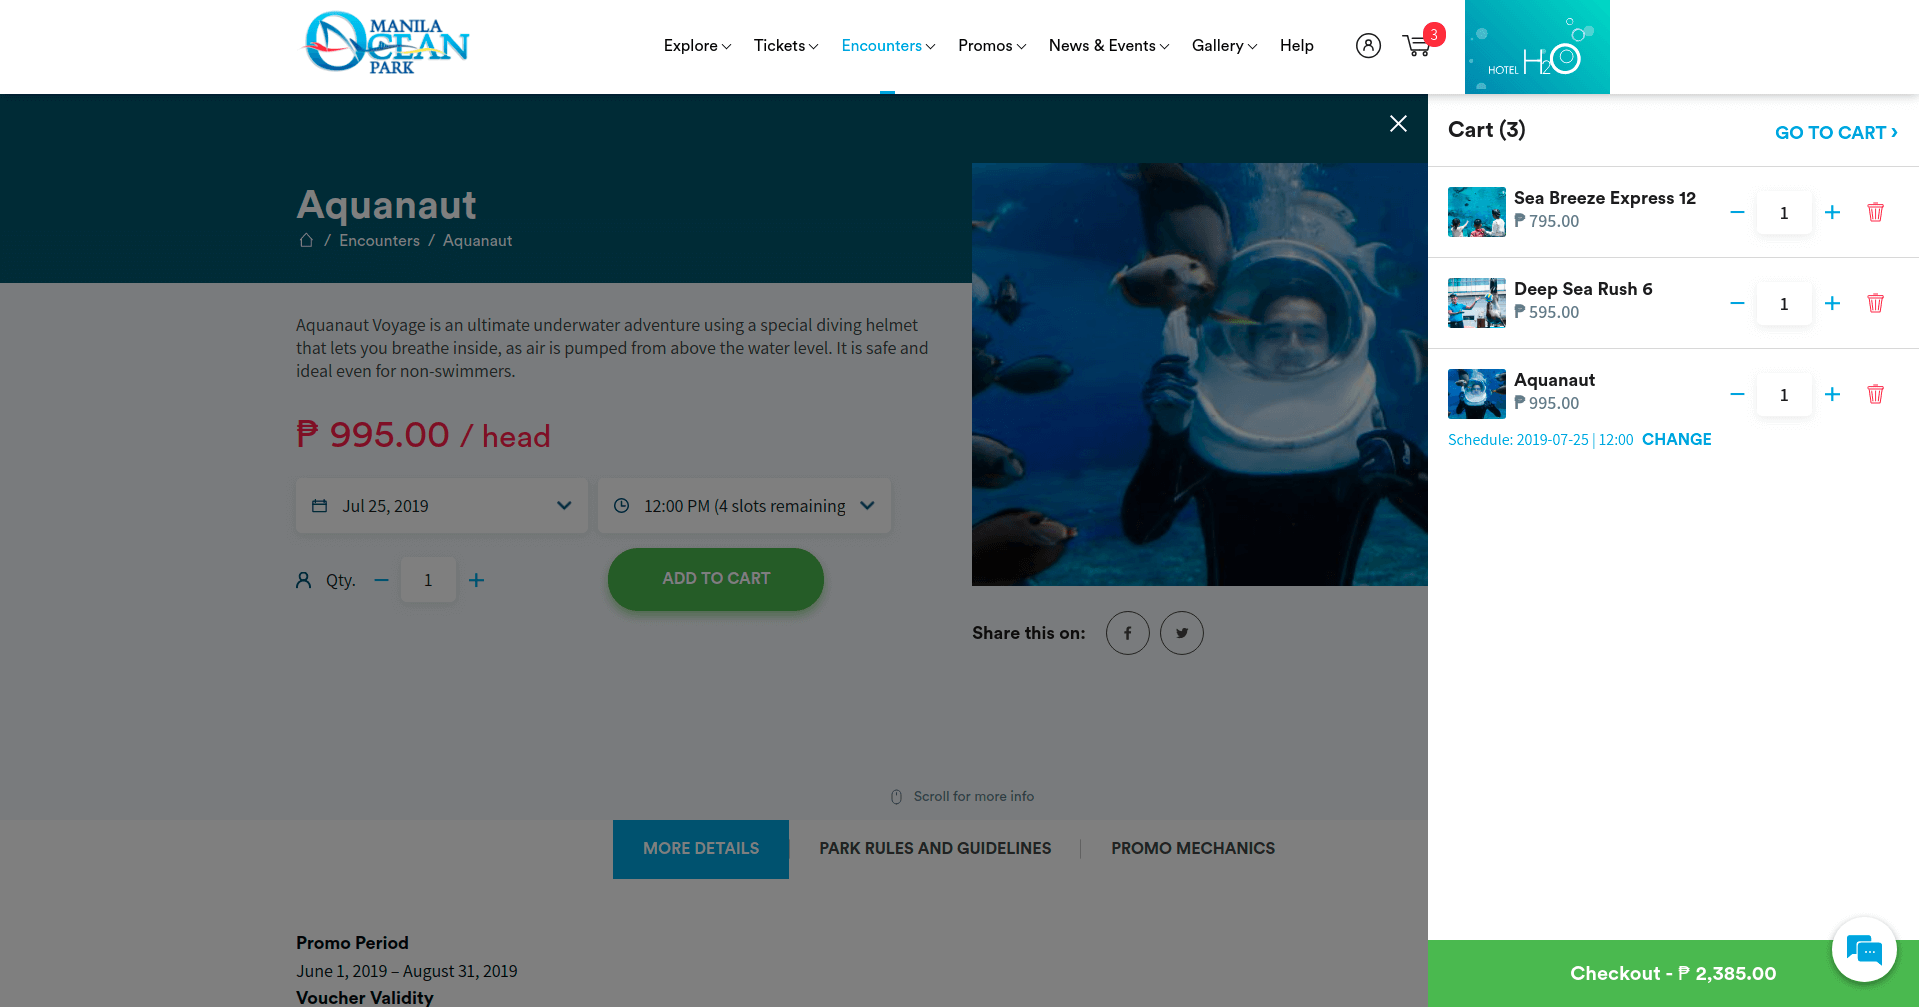 MANILA
OCEAN
PARK
Explore
Tickets
Encounters
Promos
News & Events
Gallery
Help
3
HOTEL H2O
Aquanaut
/ Encounters / Aquanaut
Aquanaut Voyage is an ultimate underwater adventure using a special diving helmet
that lets you breathe inside, as air is pumped from above the water level. It is safe and
ideal even for non-swimmers.
₱ 995.00 / head
Jul 25, 2019
12:00 PM (4 slots remaining
Qty. − 1 +
ADD TO CART
Share this on:
Scroll for more info
MORE DETAILS
PARK RULES AND GUIDELINES
PROMO MECHANICS
Promo Period
June 1, 2019 – August 31, 2019
Voucher Validity
Cart (3)
GO TO CART ›
Sea Breeze Express 12
₱ 795.00
− 1 +
Deep Sea Rush 6
₱ 595.00
− 1 +
Aquanaut
₱ 995.00
− 1 +
Schedule: 2019-07-25 | 12:00 CHANGE
Checkout - ₱ 2,385.00